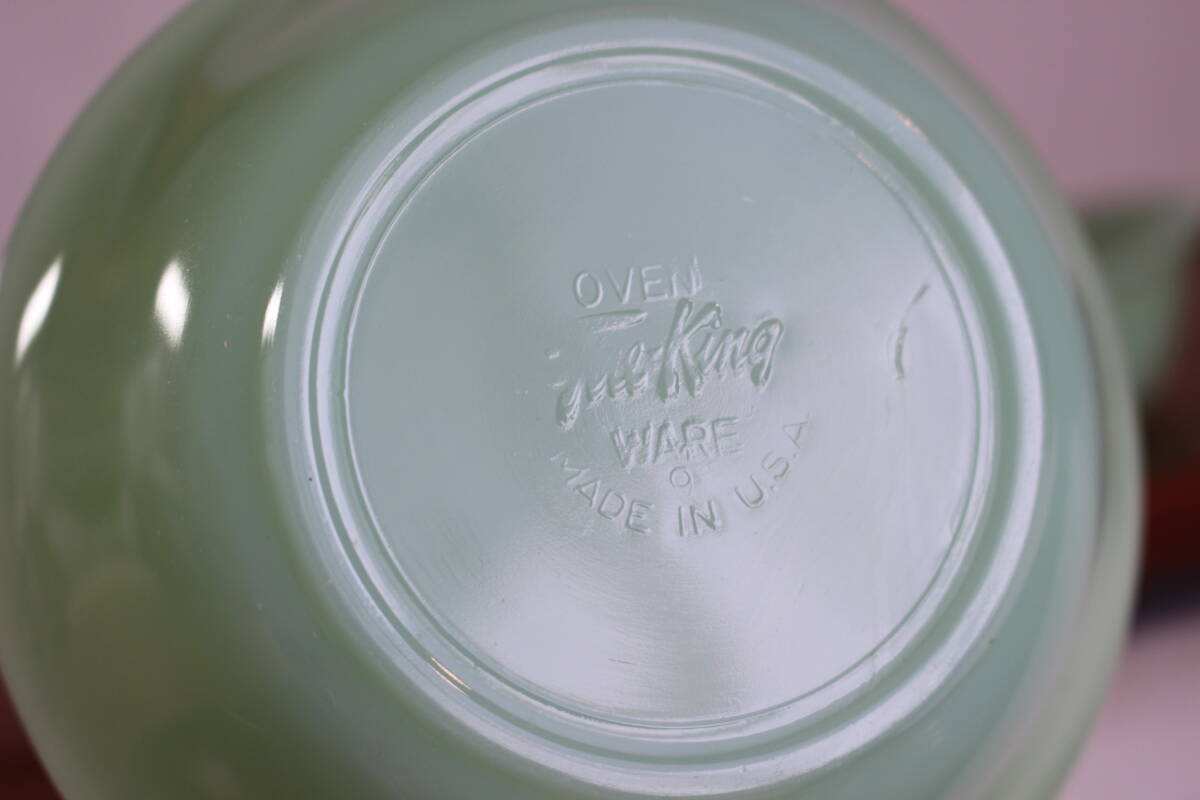 OVEN
Fire-King
WARE
9
MADE IN U.S.A